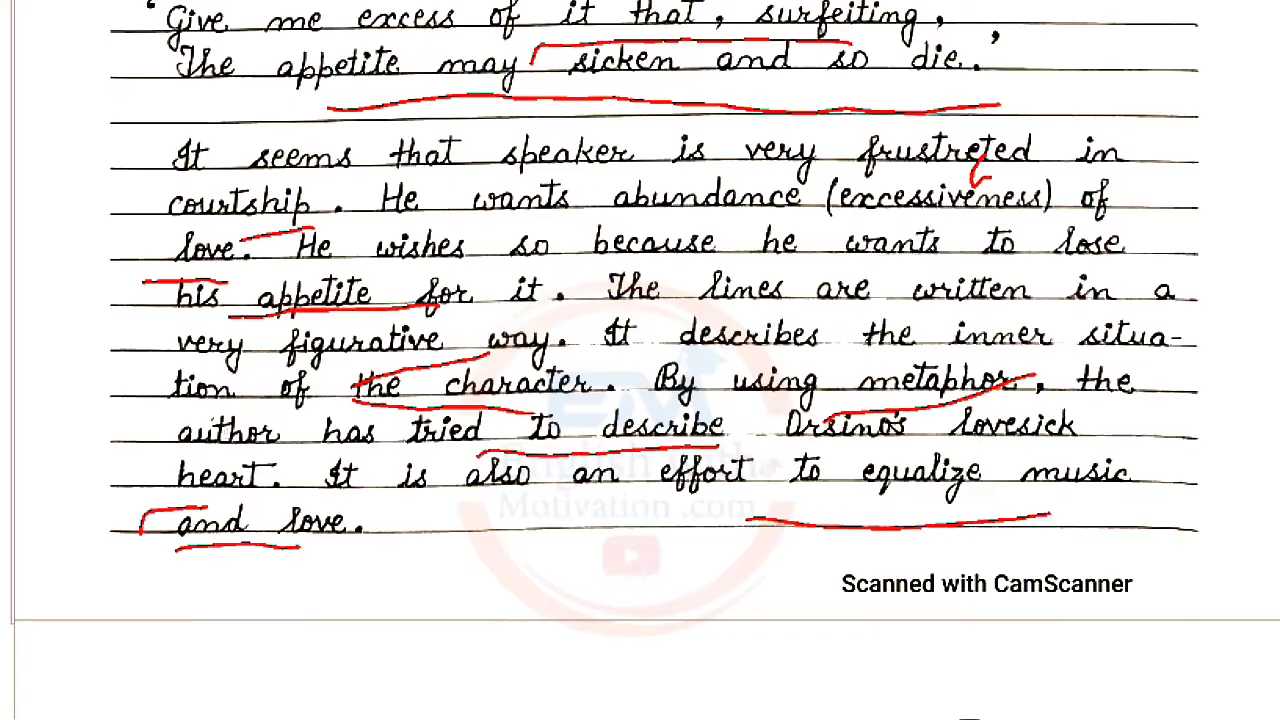 'Give me excess of it that, surfeiting,
The appetite may sicken and so die.'
It seems that speaker is very frustreted in
courtship. He wants abundance (excessiveness) of
love. He wishes so because he wants to lose
his appetite for it. The lines are written in a
very figurative way. It describes the inner situa-
tion of the character. By using metaphor, the
author has tried to describe Orsino's lovesick
heart. It is also an effort to equalize music
and love.
Motivation.com
Scanned with CamScanner